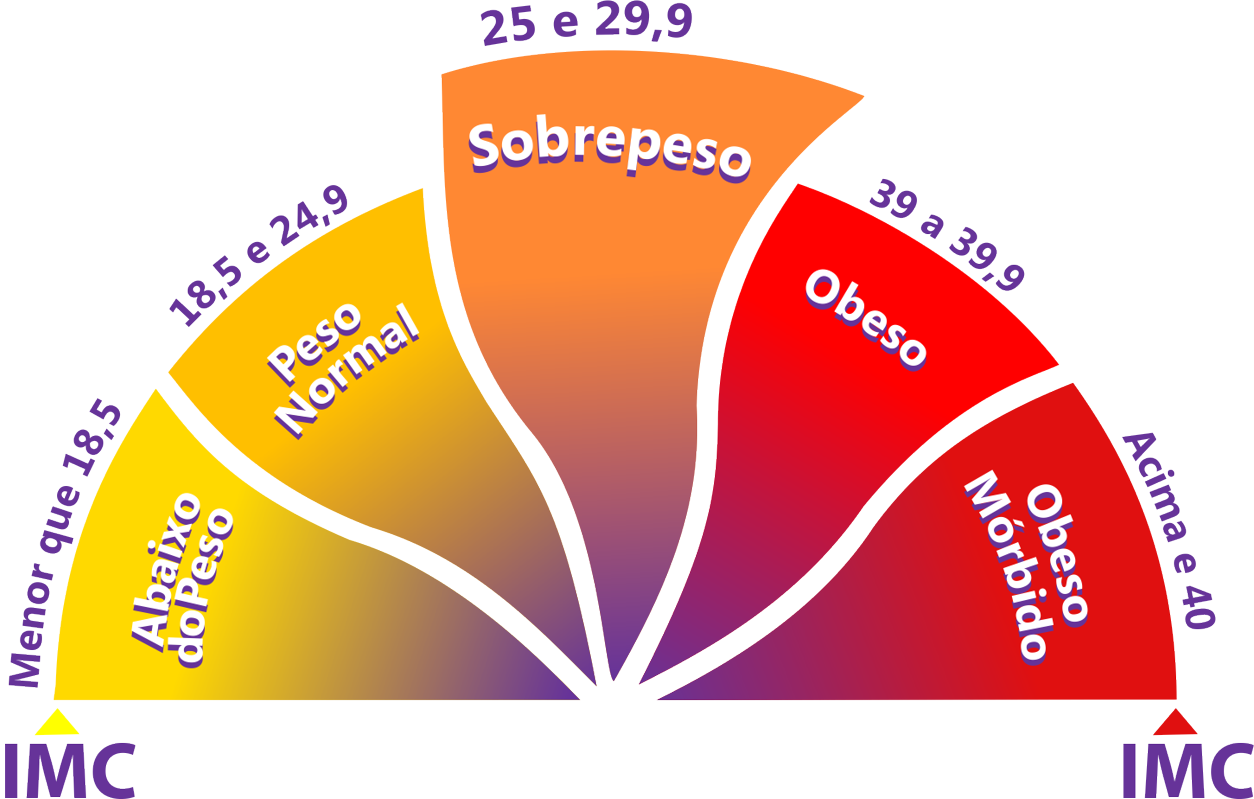 25 e 29,9
Sobrepeso
18,5 e 24,9
Peso
Normal
39 a 39,9
Obeso
Menor que 18,5
Abaixo
doPeso
Acima e 40
Obeso
Mórbido
IMC
IMC